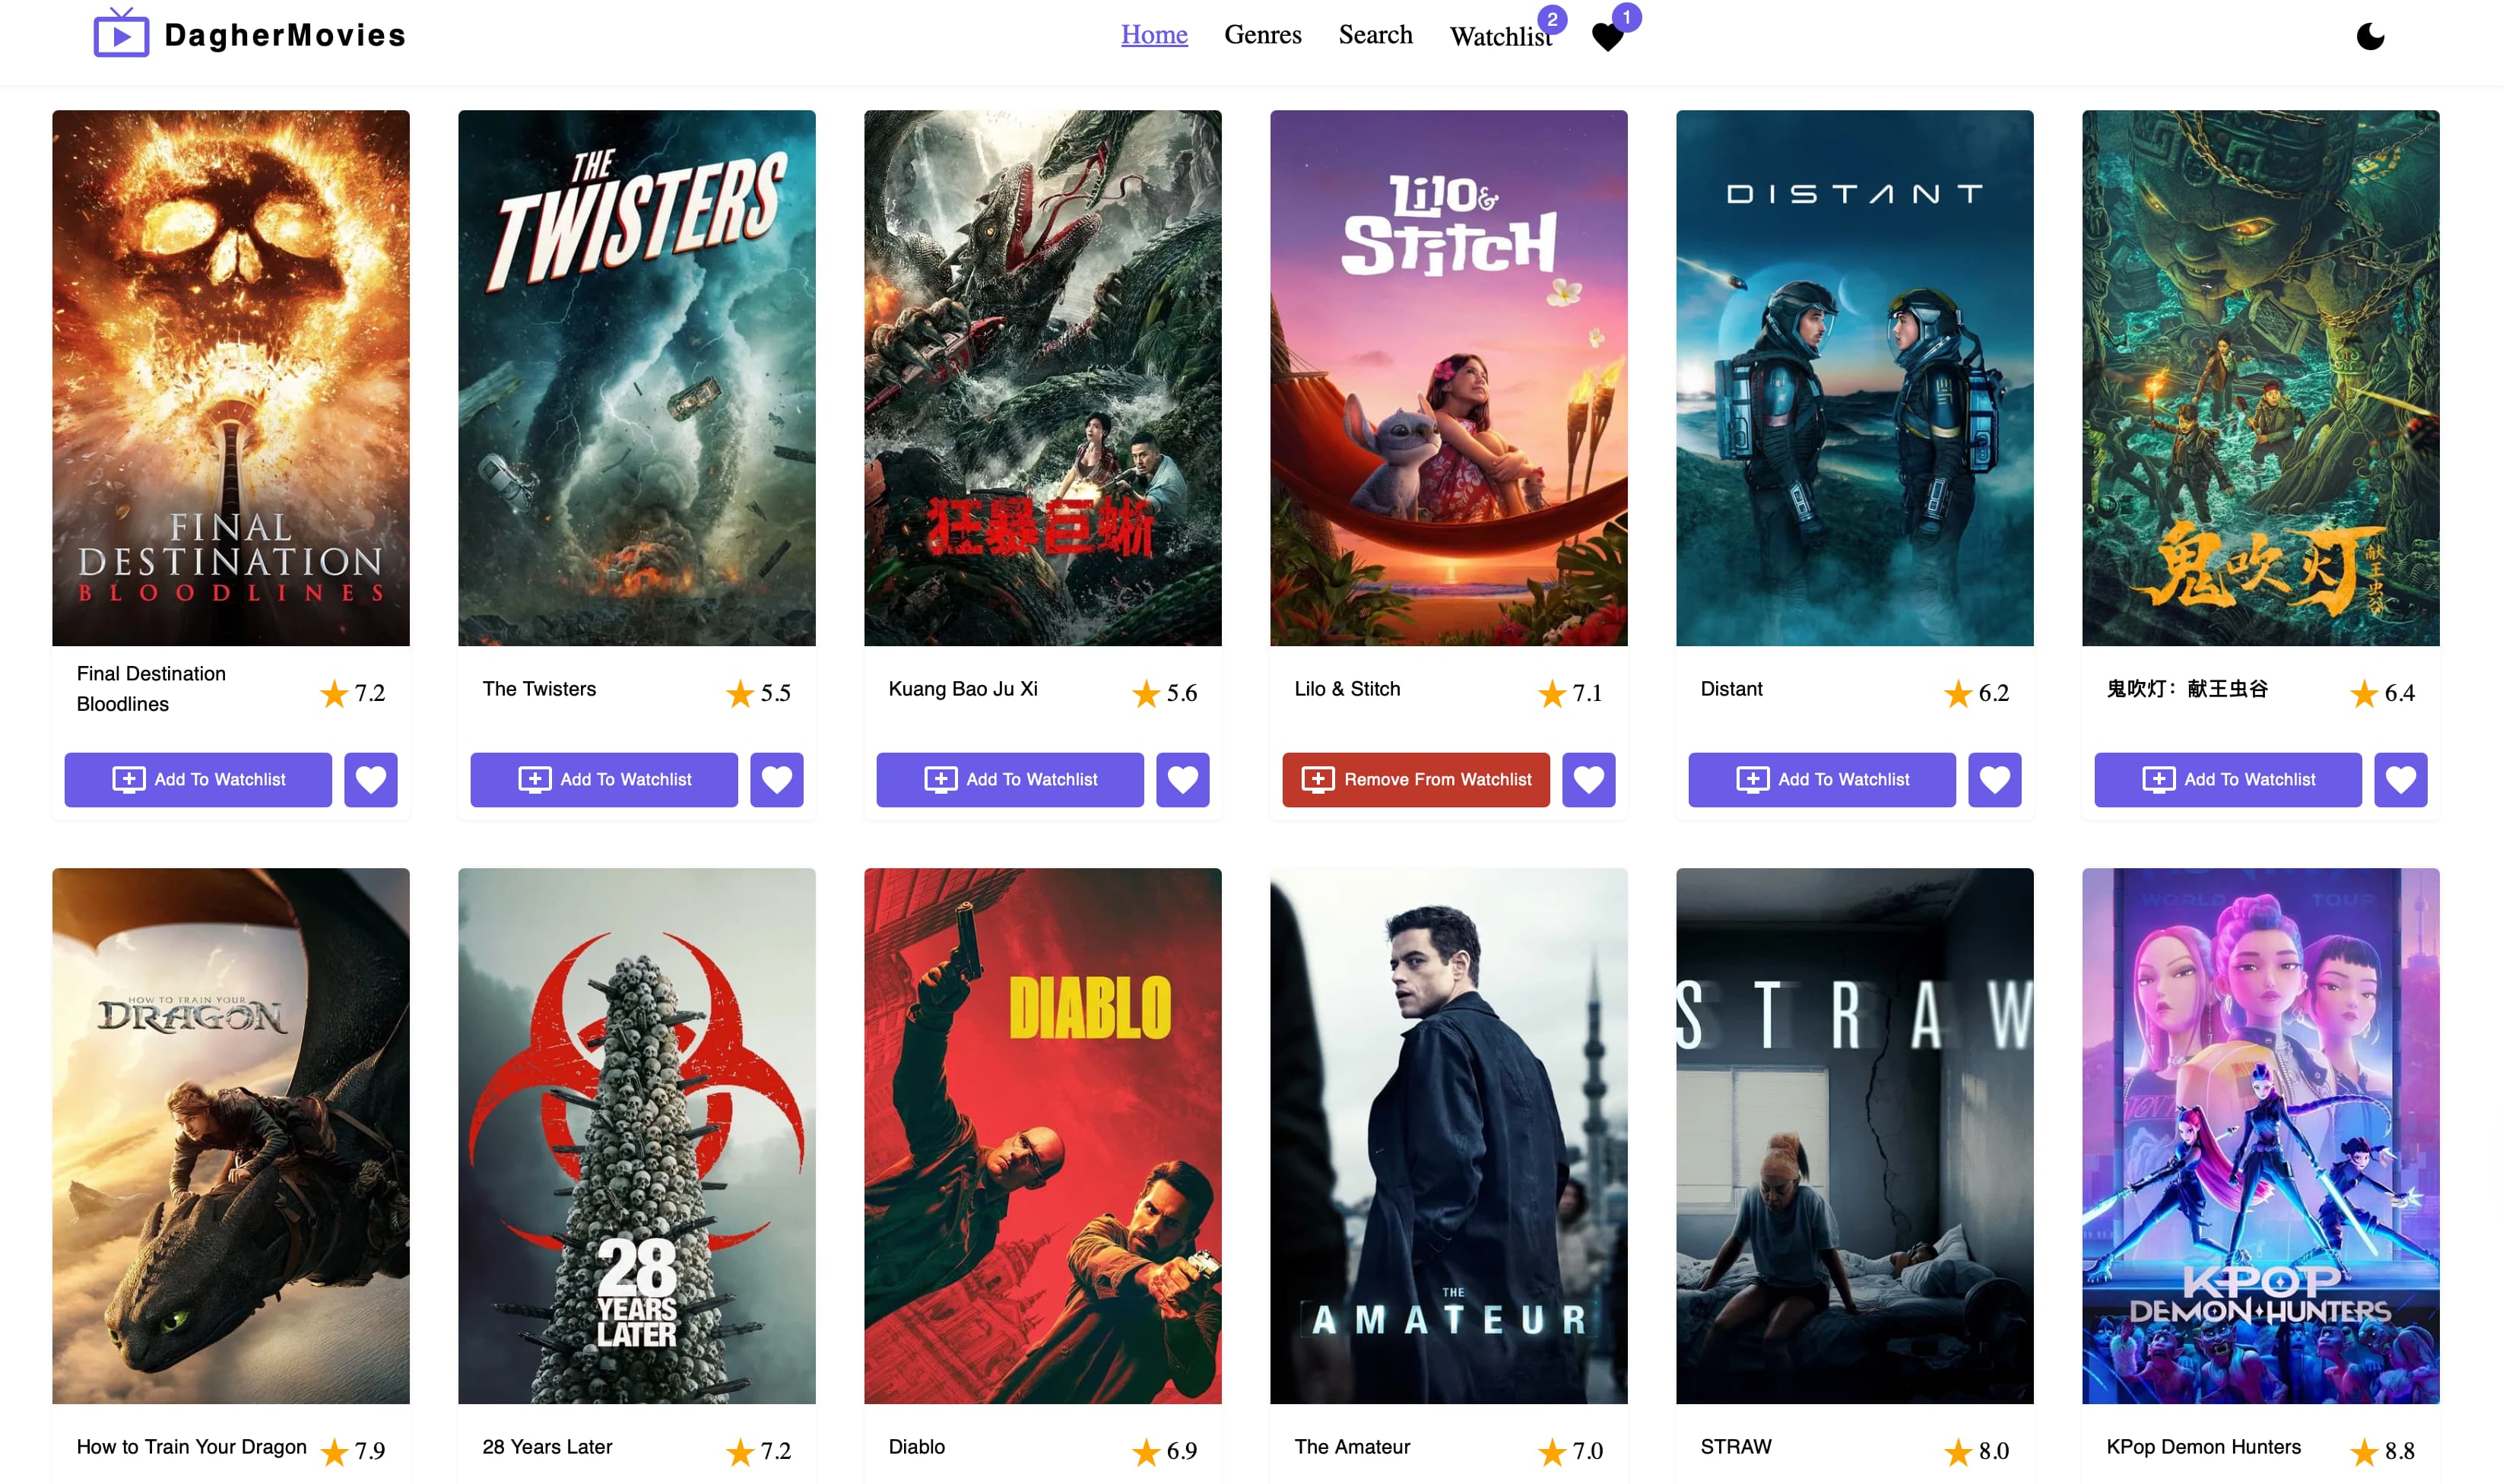 DagherMovies
Home
Genres
Search
Watchlist
2
1
FINAL
DESTINATION
BLOODLINES
THE
TWISTERS
狂暴巨蜥
Lilo &
Stitch
DISTANT
鬼吹灯
献王虫谷
Final Destination
Bloodlines
7.2
The Twisters
5.5
Kuang Bao Ju Xi
5.6
Lilo & Stitch
7.1
Distant
6.2
鬼吹灯：献王虫谷
6.4
Add To Watchlist
Add To Watchlist
Add To Watchlist
Remove From Watchlist
Add To Watchlist
Add To Watchlist
HOW TO TRAIN YOUR
DRAGON
28
YEARS
LATER
DIABLO
THE
AMATEUR
STRAW
WORLD TOUR
KPOP
DEMON HUNTERS
How to Train Your Dragon
7.9
28 Years Later
7.2
Diablo
6.9
The Amateur
7.0
STRAW
8.0
KPop Demon Hunters
8.8